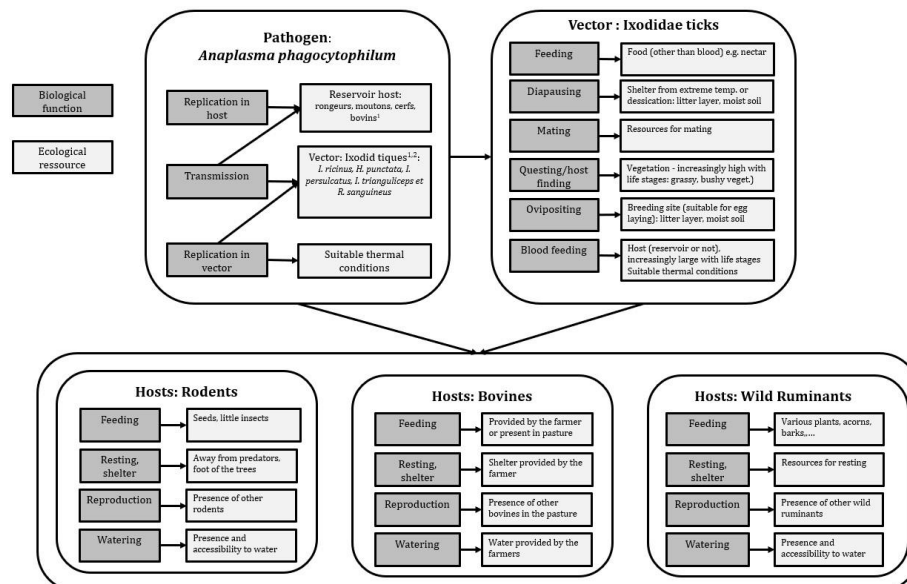 Biological
function
Ecological
ressource
Pathogen:
Anaplasma phagocytophilum
Replication in
host
Reservoir host:
rongeurs, moutons, cerfs,
bovins¹
Transmission
Vector: Ixodid tiques¹,²:
I. ricinus, H. punctata, I.
persulcatus, I. trianguliceps et
R. sanguineus
Replication in
vector
Suitable thermal
conditions
Vector : Ixodidae ticks
Feeding
Food (other than blood) e.g. nectar
Diapausing
Shelter from extreme temp. or
dessication: litter layer, moist soil
Mating
Resources for mating
Questing/host
finding
Vegetation - increasingly high with
life stages: grassy, bushy veget.)
Ovipositing
Breeding site (suitable for egg
laying): litter layer, moist soil
Blood feeding
Host (reservoir or not),
increasingly large with life stages
Suitable thermal conditions
Hosts: Rodents
Feeding
Seeds, little insects
Resting,
shelter
Away from predators,
foot of the trees
Reproduction
Presence of other
rodents
Watering
Presence and
accessibility to water
Hosts: Bovines
Feeding
Provided by the farmer
or present in pasture
Resting,
shelter
Shelter provided by the
farmer
Reproduction
Presence of other
bovines in the pasture
Watering
Water provided by the
farmers
Hosts: Wild Ruminants
Feeding
Various plants, acorns,
barks,....
Resting,
shelter
Resources for resting
Reproduction
Presence of other wild
ruminants
Watering
Presence and
accessibility to water